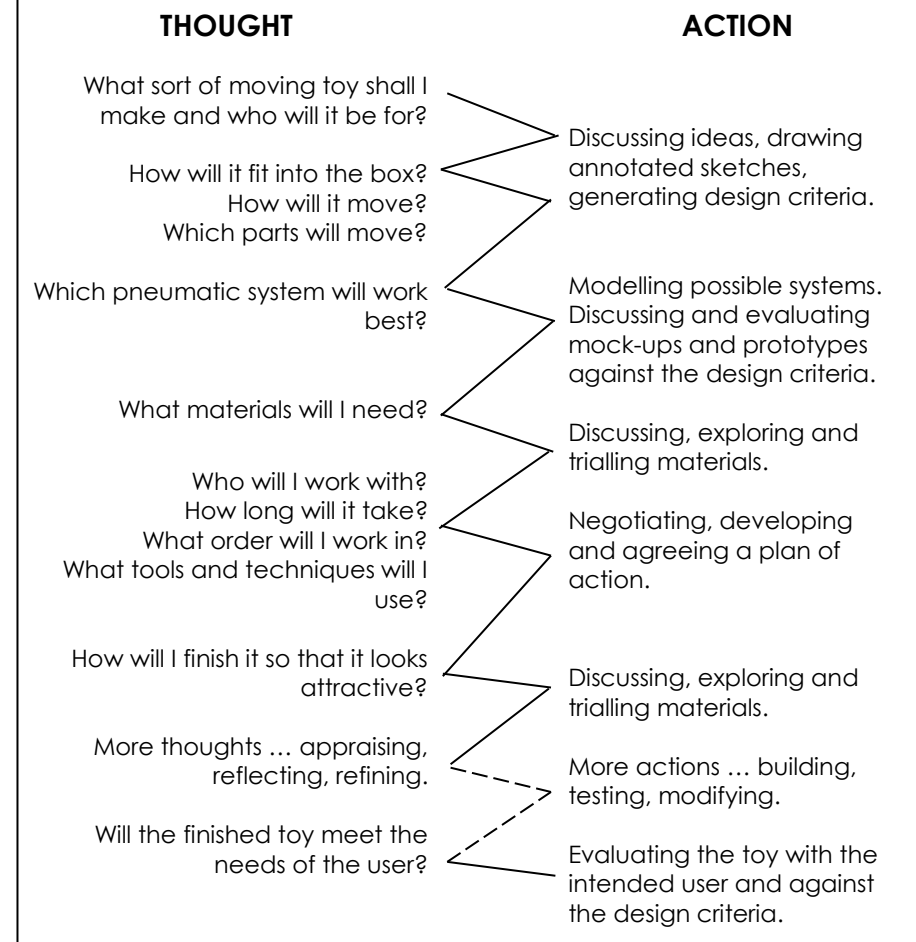 THOUGHT
ACTION
What sort of moving toy shall I
make and who will it be for?
Discussing ideas, drawing
annotated sketches,
generating design criteria.
How will it fit into the box?
How will it move?
Which parts will move?
Which pneumatic system will work
best?
Modelling possible systems.
Discussing and evaluating
mock-ups and prototypes
against the design criteria.
What materials will I need?
Discussing, exploring and
trialling materials.
Who will I work with?
How long will it take?
What order will I work in?
What tools and techniques will I
use?
Negotiating, developing
and agreeing a plan of
action.
How will I finish it so that it looks
attractive?
Discussing, exploring and
trialling materials.
More thoughts … appraising,
reflecting, refining.
More actions … building,
testing, modifying.
Will the finished toy meet the
needs of the user?
Evaluating the toy with the
intended user and against
the design criteria.